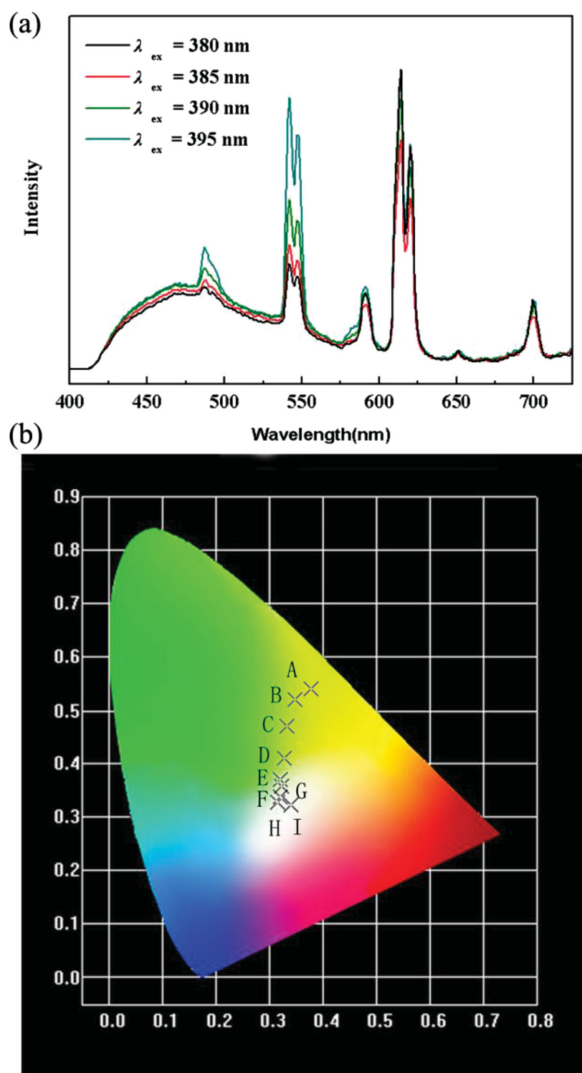 (a)
λ ex = 380 nm
λ ex = 385 nm
λ ex = 390 nm
λ ex = 395 nm
Intensity
400 450 500 550 600 650 700
Wavelength(nm)
(b)
0.9
0.8
0.7
0.6
0.5
0.4
0.3
0.2
0.1
0.0
A
B
C
D
E
F G
H I
0.0 0.1 0.2 0.3 0.4 0.5 0.6 0.7 0.8